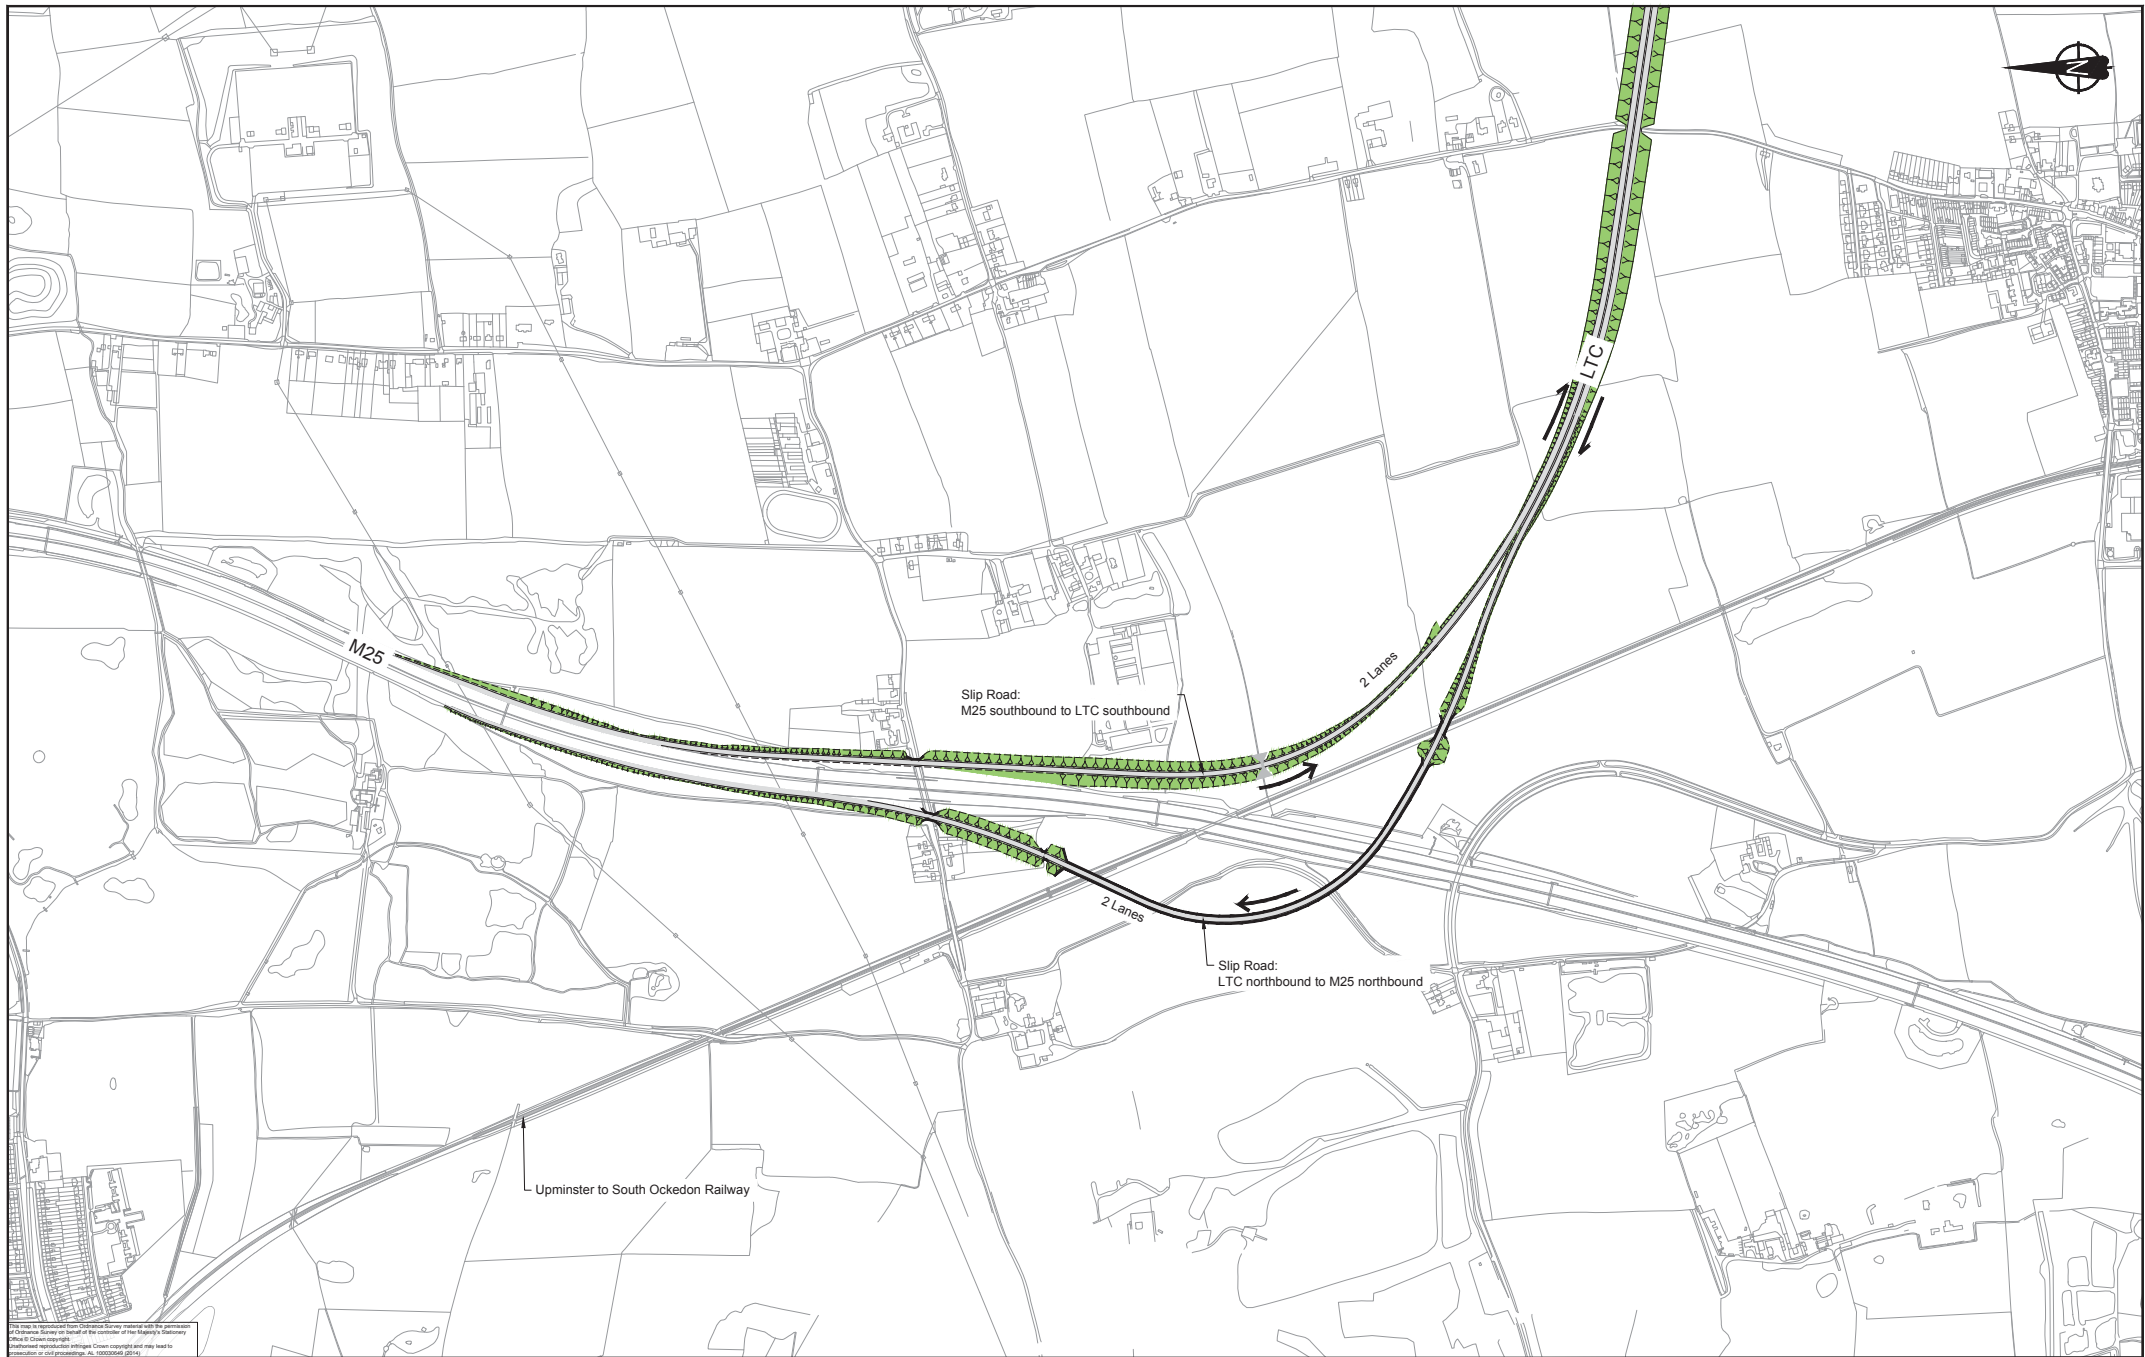 N
LTC
M25
2 Lanes
Slip Road:
M25 southbound to LTC southbound
2 Lanes
Slip Road:
LTC northbound to M25 northbound
Upminster to South Ockedon Railway
This map is reproduced from Ordnance Survey material with the permission
of Ordnance Survey on behalf of the controller of Her Majesty's Stationery
Office © Crown copyright
Unauthorised reproduction infringes Crown copyright and may lead to
prosecution or civil proceedings. AL 100030649 (2014)